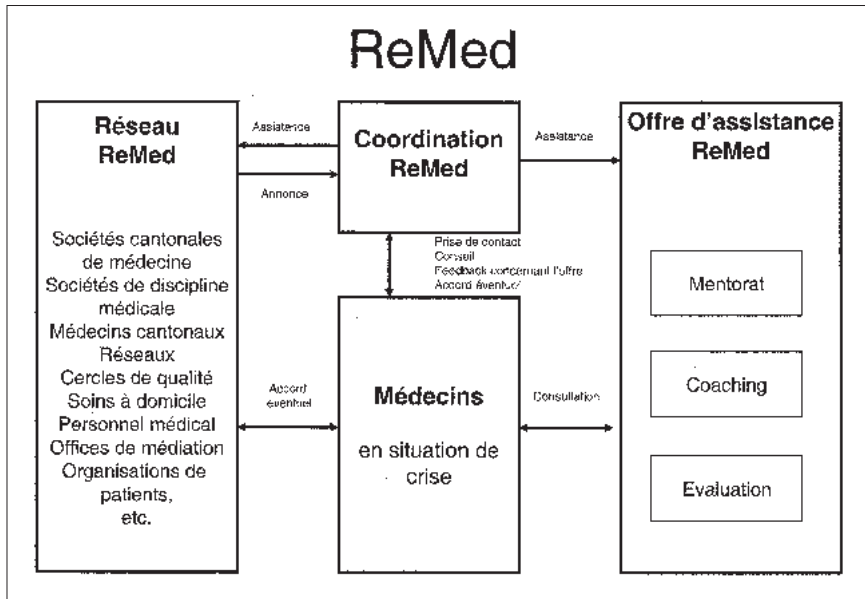 ReMed
Réseau
ReMed
Sociétés cantonales
de médecine
Sociétés de discipline
médicale
Médecins cantonaux
Réseaux
Cercles de qualité
Soins à domicile
Personnel médical
Offices de médiation
Organisations de
patients,
etc.
Assistance
Annonce
Coordination
ReMed
Assistance
Prise de contact
Conseil
Feedback concernant l'offre
Accord éventuel
Accord
éventuel
Médecins
en situation de
crise
Consultation
Offre d'assistance
ReMed
Mentorat
Coaching
Evaluation